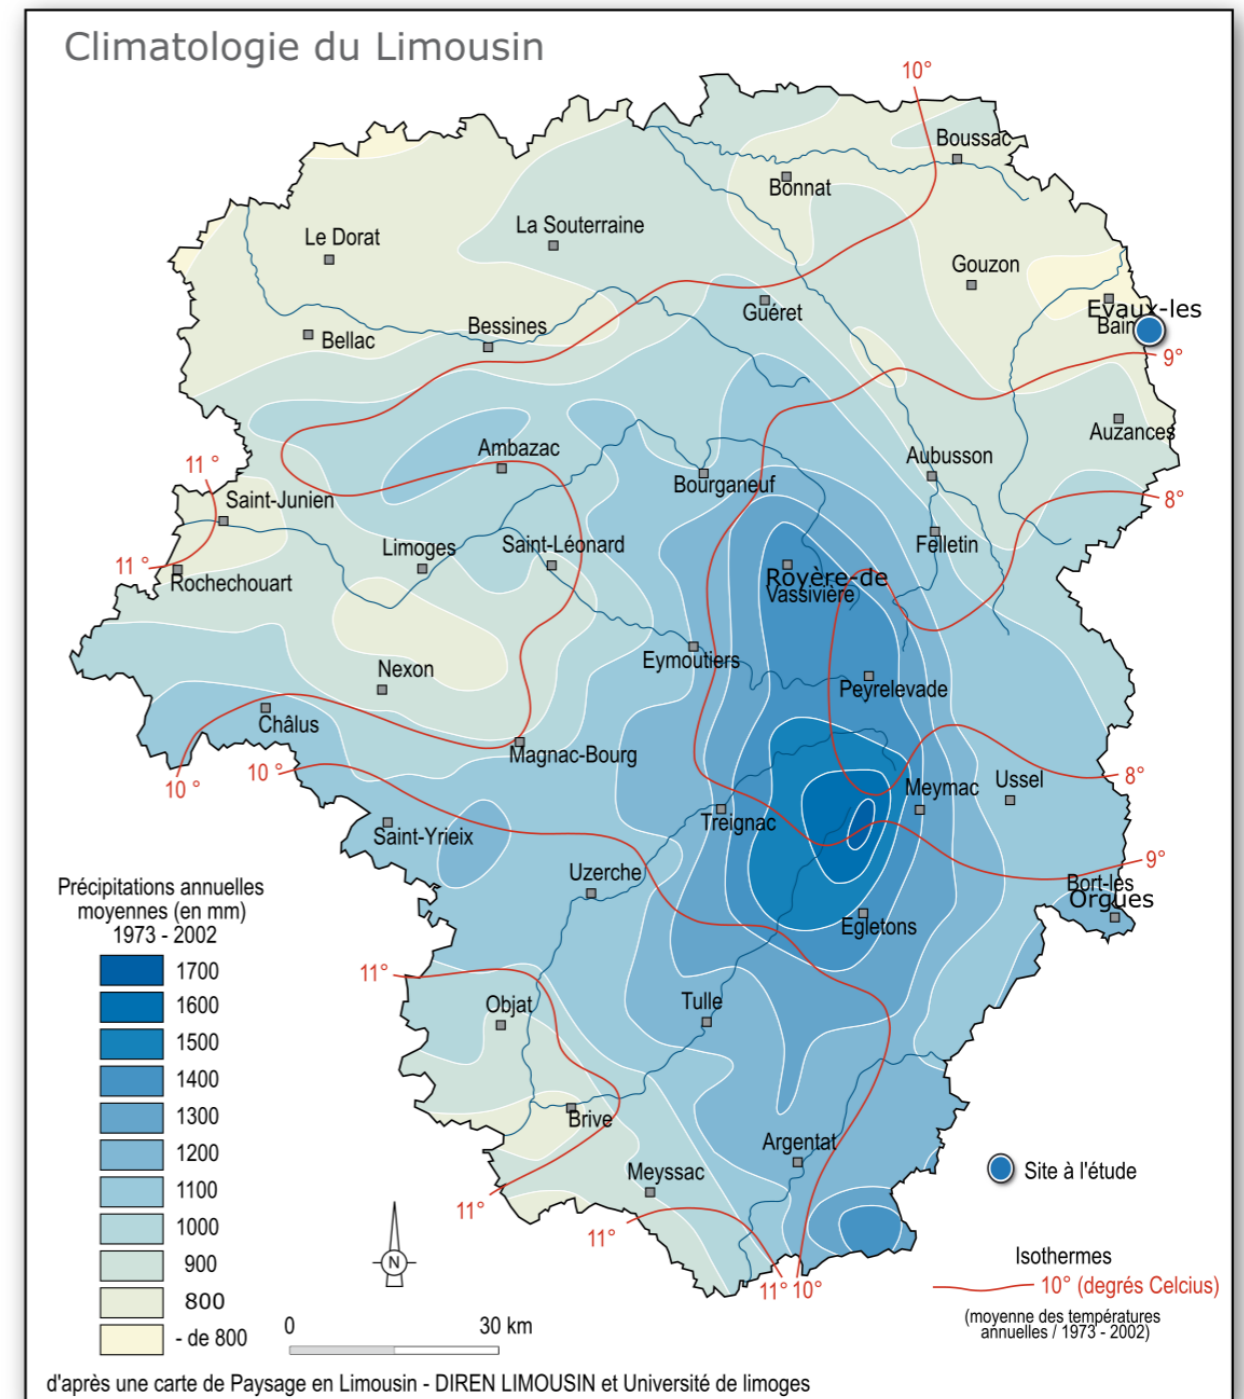 Climatologie du Limousin
10°
Boussac
Bonnat
La Souterraine
Le Dorat
Gouzon
Evaux-les
Bain
Guéret
Bessines
Bellac
9°
Auzances
Ambazac
Aubusson
11 °
Bourganeuf
8°
Saint-Junien
Limoges
Saint-Léonard
Felletin
11 °
Rochechouart
Royère-de
Vassivière
Eymoutiers
Nexon
Peyrelevade
Châlus
Magnac-Bourg
10 °
10 °
8°
Meymac
Ussel
Treignac
Saint-Yrieix
9°
Uzerche
Bort-les
Orgues
Egletons
Précipitations annuelles
moyennes (en mm)
1973 - 2002
1700
1600
1500
1400
1300
1200
1100
1000
900
800
- de 800
11°
Objat
Tulle
Brive
Argentat
Meyssac
11°
11°
11°
10°
Site à l'étude
Isothermes
10° (degrés Celcius)
(moyenne des températures
annuelles / 1973 - 2002)
N
0
30 km
d'après une carte de Paysage en Limousin - DIREN LIMOUSIN et Université de limoges